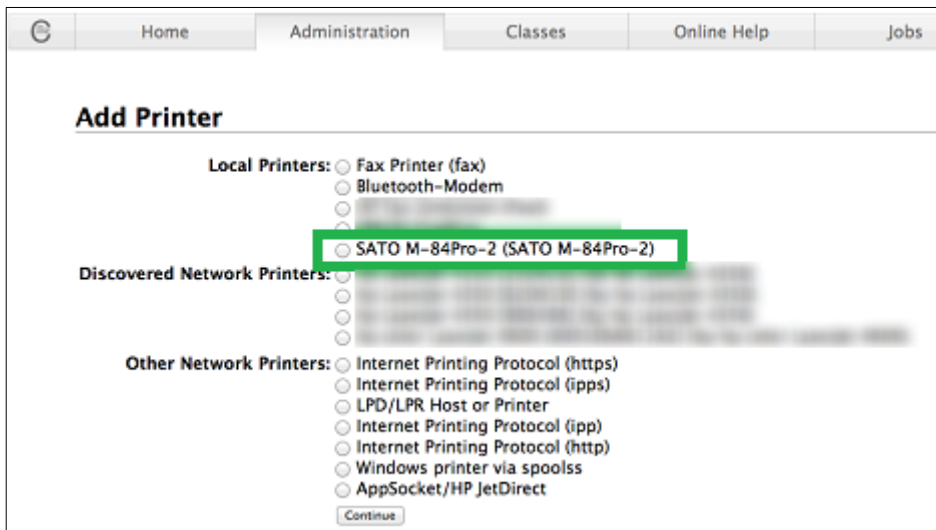 Home Administration Classes Online Help Jobs
Add Printer
Local Printers: Fax Printer (fax)
Bluetooth-Modem
SATO M-84Pro-2 (SATO M-84Pro-2)
Discovered Network Printers:
Other Network Printers: Internet Printing Protocol (https)
Internet Printing Protocol (ipps)
LPD/LPR Host or Printer
Internet Printing Protocol (ipp)
Internet Printing Protocol (http)
Windows printer via spoolss
AppSocket/HP JetDirect
Continue